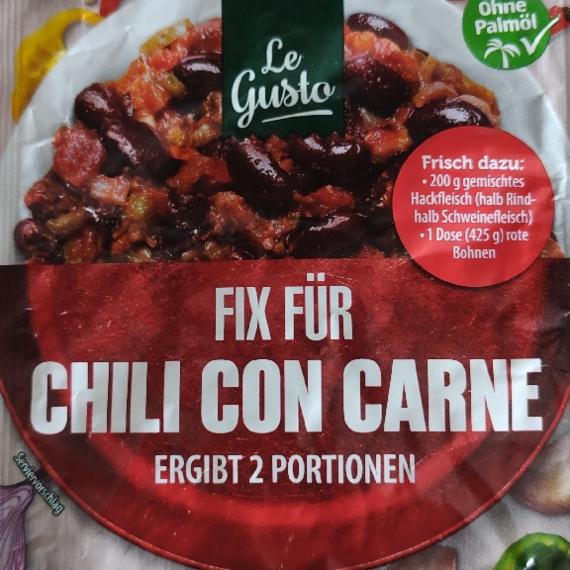 Ohne
Palmöl
Le
Gusto
Frisch dazu:
• 200 g gemischtes
Hackfleisch (halb Rind-
halb Schweinefleisch)
• 1 Dose (425 g) rote
Bohnen
FIX FÜR
CHILI CON CARNE
ERGIBT 2 PORTIONEN
Serviervorschlag